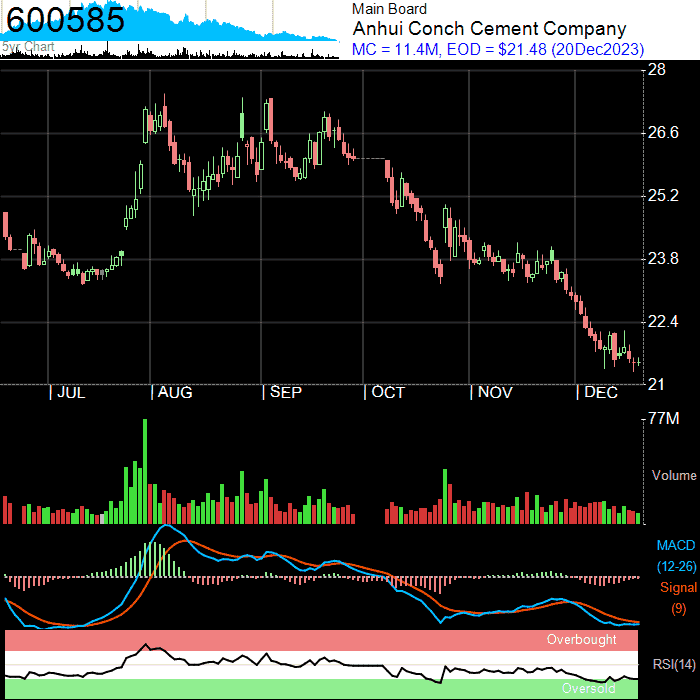 600585
5yr Chart
Main Board
Anhui Conch Cement Company
MC = 11.4M, EOD = $21.48 (20Dec2023)
28
26.6
25.2
23.8
22.4
21
| JUL | AUG | SEP | OCT | NOV | DEC
77M
Volume
MACD
(12-26)
Signal
(9)
Overbought
RSI(14)
Oversold